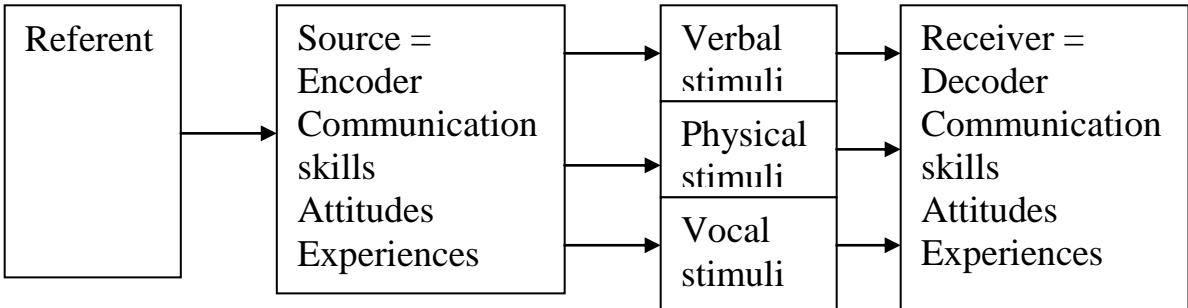 Referent
Source =
Encoder
Communication
skills
Attitudes
Experiences
Verbal
stimuli
Physical
stimuli
Vocal
stimuli
Receiver =
Decoder
Communication
skills
Attitudes
Experiences